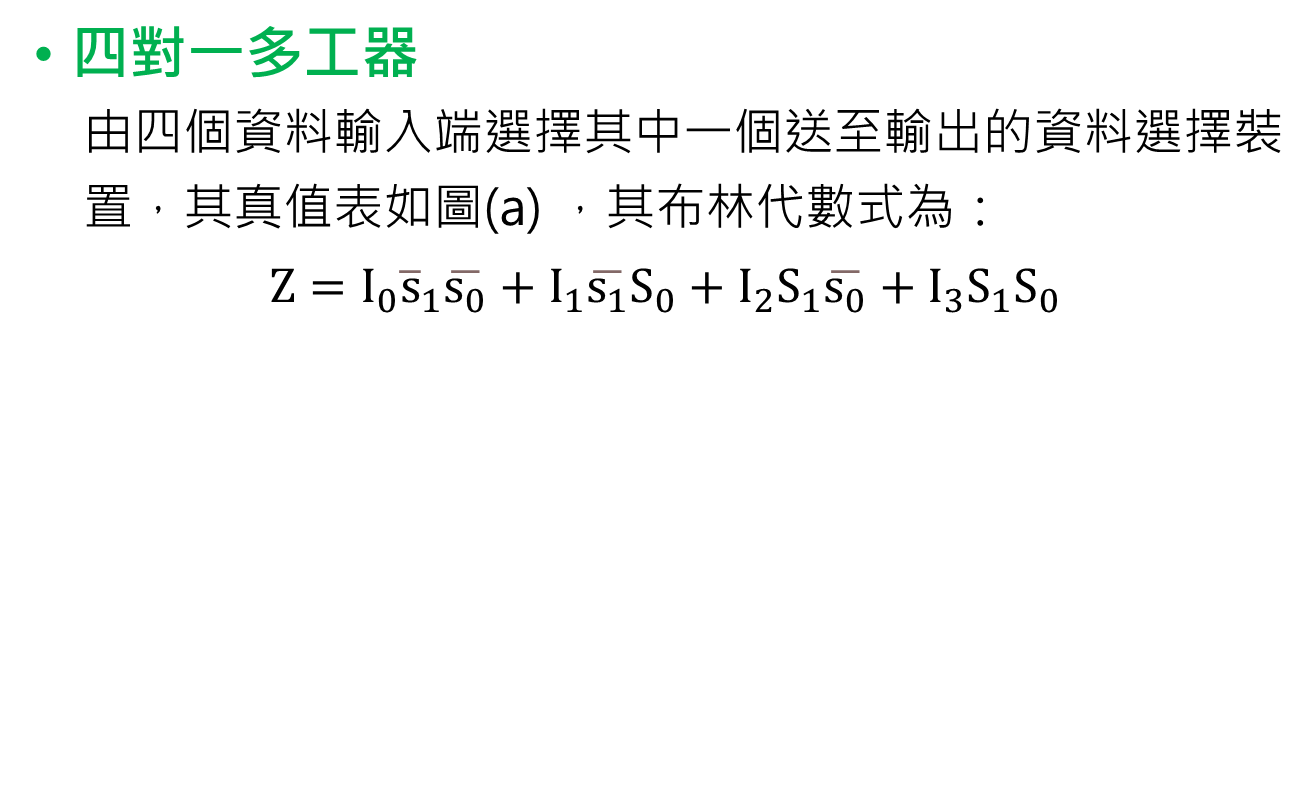 • 四對一多工器
由四個資料輸入端選擇其中一個送至輸出的資料選擇裝
置，其真值表如圖(a) ，其布林代數式為：
Z = I₀s̅₁s̅₀ + I₁s̅₁S₀ + I₂S₁s̅₀ + I₃S₁S₀